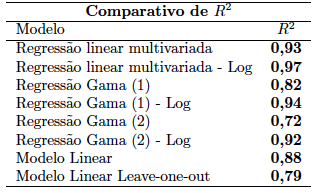 Comparativo de R²
Modelo R²
Regressão linear multivariada 0,93
Regressão linear multivariada - Log 0,97
Regressão Gama (1) 0,82
Regressão Gama (1) - Log 0,94
Regressão Gama (2) 0,72
Regressão Gama (2) - Log 0,92
Modelo Linear 0,88
Modelo Linear Leave-one-out 0,79